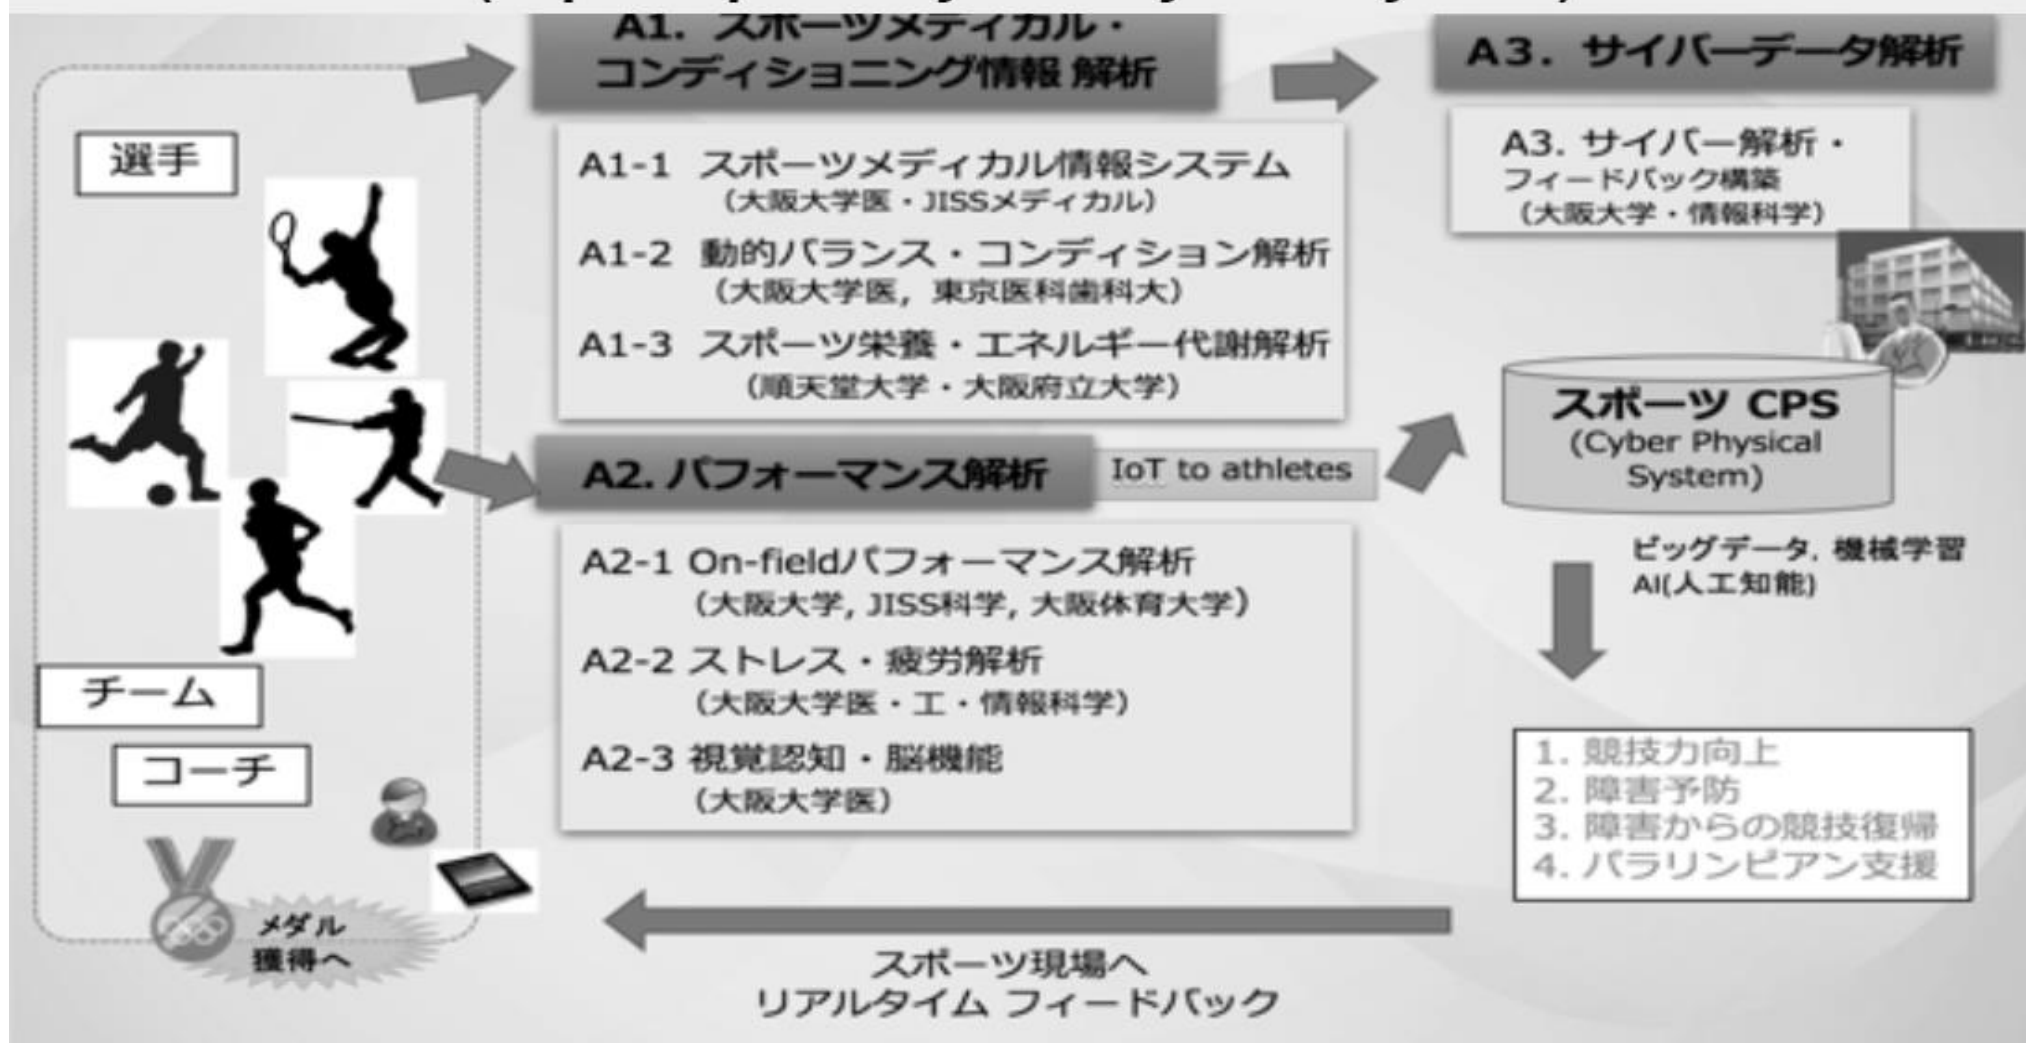 選手
チーム
コーチ
メダル
獲得へ
A1. スポーツメディカル・
コンディショニング情報 解析
A1-1 スポーツメディカル情報システム
（大阪大学医・JISSメディカル）
A1-2 動的バランス・コンディション解析
（大阪大学医, 東京医科歯科大）
A1-3 スポーツ栄養・エネルギー代謝解析
（順天堂大学・大阪府立大学）
A2. パフォーマンス解析
IoT to athletes
A2-1 On-fieldパフォーマンス解析
（大阪大学, JISS科学, 大阪体育大学）
A2-2 ストレス・疲労解析
（大阪大学医・工・情報科学）
A2-3 視覚認知・脳機能
（大阪大学医）
A3. サイバーデータ解析
A3. サイバー解析・
フィードバック構築
（大阪大学・情報科学）
スポーツ CPS
(Cyber Physical
System)
ビッグデータ, 機械学習
AI(人工知能)
1. 競技力向上
2. 障害予防
3. 障害からの競技復帰
4. パラリンピアン支援
スポーツ現場へ
リアルタイム フィードバック